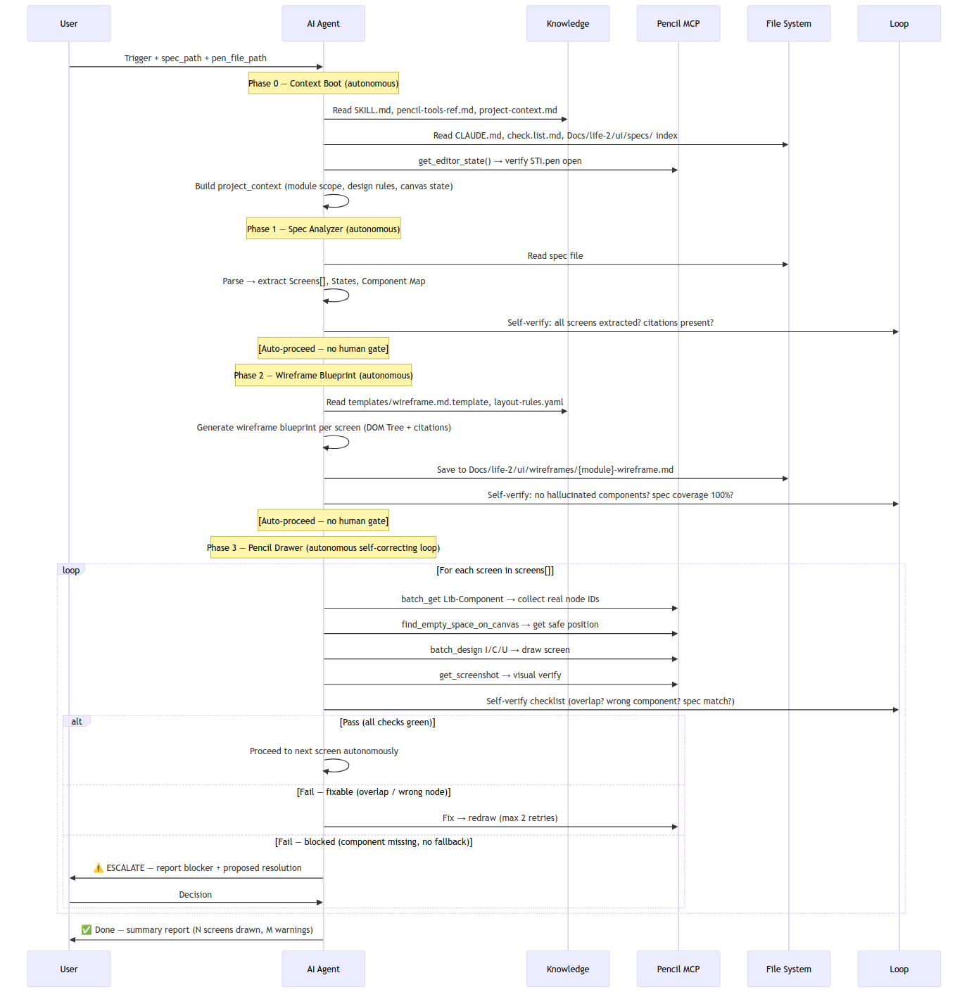 User
AI Agent
Knowledge
Pencil MCP
File System
Loop
Trigger + spec_path + pen_file_path
Phase 0 — Context Boot (autonomous)
Read SKILL.md, pencil-tools-ref.md, project-context.md
Read CLAUDE.md, check.list.md, Docs/life-2/ui/specs/ index
get_editor_state() → verify STi.pen open
Build project_context (module scope, design rules, canvas state)
Phase 1 — Spec Analyzer (autonomous)
Read spec file
Parse → extract Screens[], States, Component Map
Self-verify: all screens extracted? citations present?
[Auto-proceed — no human gate]
Phase 2 — Wireframe Blueprint (autonomous)
Read templates/wireframe.md.template, layout-rules.yaml
Generate wireframe blueprint per screen (DOM Tree + citations)
Save to Docs/life-2/ui/wireframes/{module}-wireframe.md
Self-verify: no hallucinated components? spec coverage 100%?
[Auto-proceed — no human gate]
Phase 3 — Pencil Drawer (autonomous self-correcting loop)
loop
[For each screen in screens[]]
batch_get Lib-Component → collect real node IDs
find_empty_space_on_canvas → get safe position
batch_design I/C/U → draw screen
get_screenshot → visual verify
Self-verify checklist (overlap? wrong component? spec match?)
alt
[Pass (all checks green)]
Proceed to next screen autonomously
[Fail — fixable (overlap / wrong node)]
Fix → redraw (max 2 retries)
[Fail — blocked (component missing, no fallback)]
⚠️ ESCALATE — report blocker + proposed resolution
Decision
✅ Done — summary report (N screens drawn, M warnings)
User
AI Agent
Knowledge
Pencil MCP
File System
Loop